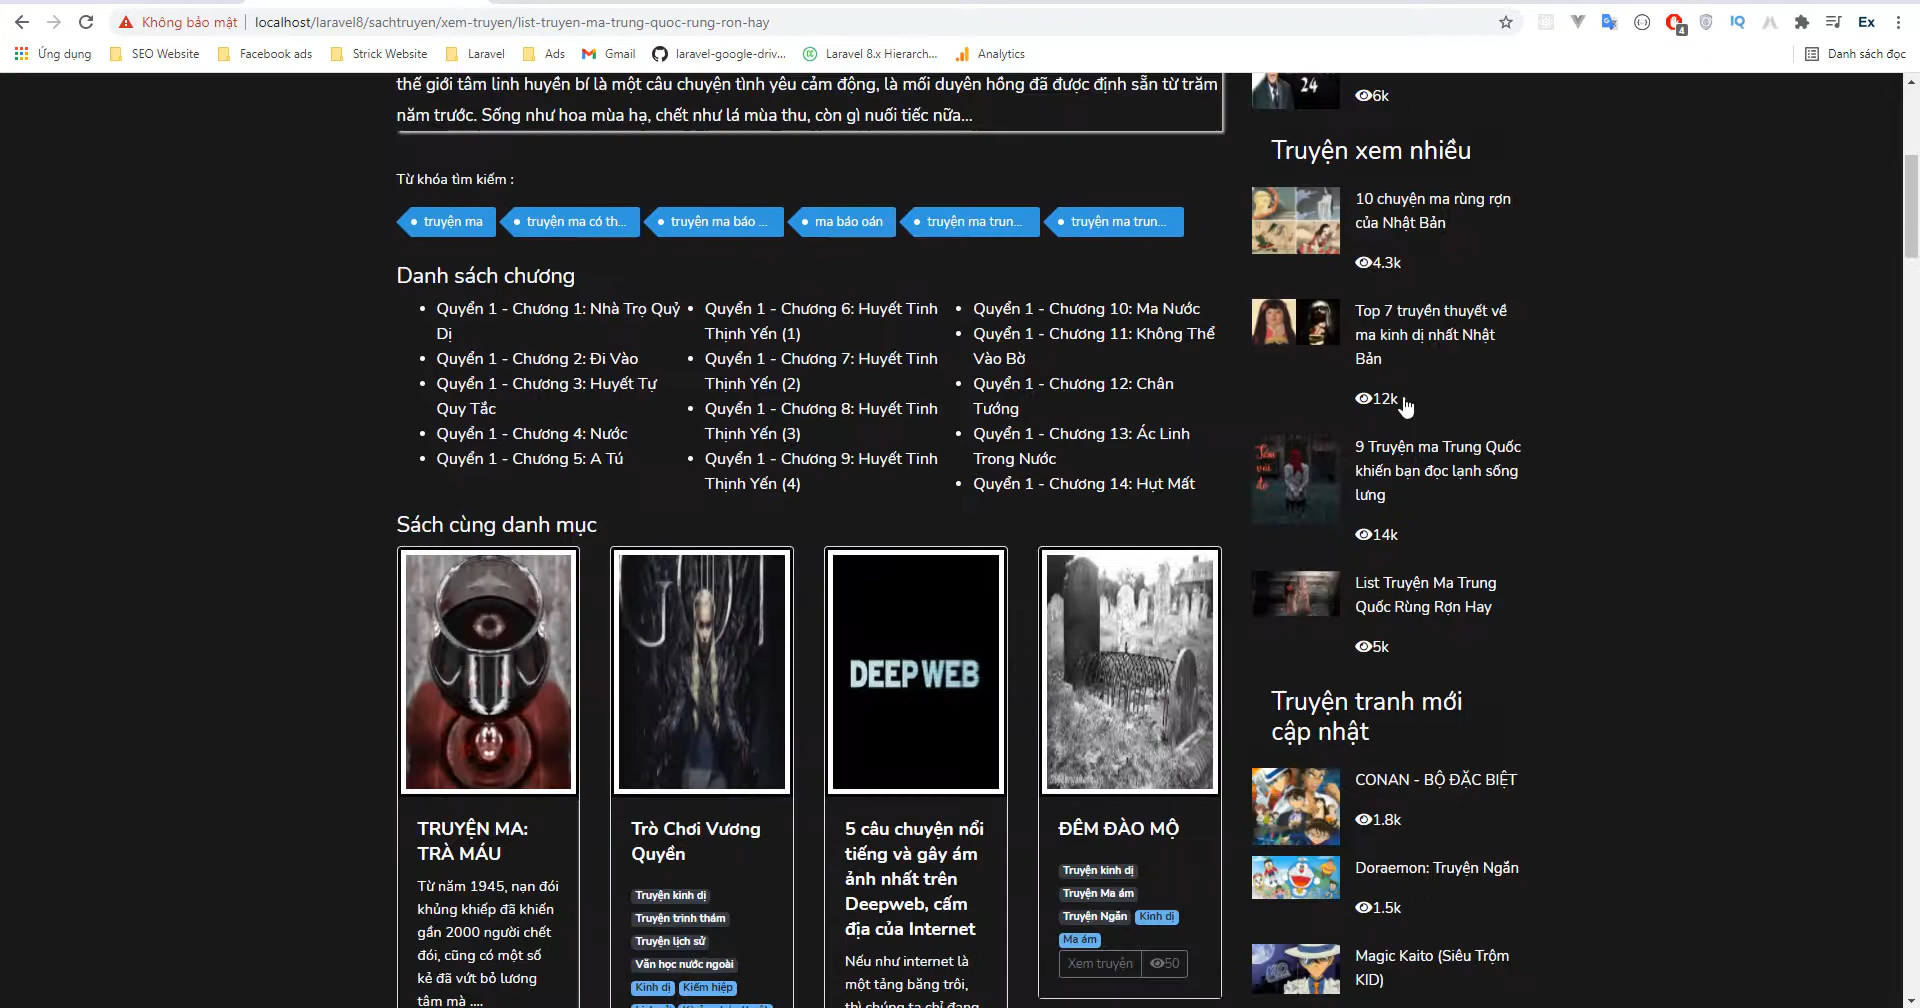 Không bảo mật
localhost/laravel8/sachtruyen/xem-truyen/list-truyen-ma-trung-quoc-rung-ron-hay
4
IQ
Ex
Ứng dụng
SEO Website
Facebook ads
Strick Website
Laravel
Ads
Gmail
laravel-google-driv...
Laravel 8.x Hierarch...
Analytics
Danh sách đọc
thế giới tâm linh huyền bí là một câu chuyện tình yêu cảm động, là mối duyên hồng đã được định sẵn từ trăm
năm trước. Sống như hoa mùa hạ, chết như lá mùa thu, còn gì nuối tiếc nữa...
Từ khóa tìm kiếm :
truyện ma
truyện ma có th...
truyện ma báo ...
ma báo oán
truyện ma trun...
truyện ma trun...
Danh sách chương
Quyển 1 - Chương 1: Nhà Trọ Quỷ
Dị
Quyển 1 - Chương 2: Đi Vào
Quyển 1 - Chương 3: Huyết Tự
Quy Tắc
Quyển 1 - Chương 4: Nước
Quyển 1 - Chương 5: A Tú
Quyển 1 - Chương 6: Huyết Tinh
Thịnh Yến (1)
Quyển 1 - Chương 7: Huyết Tinh
Thịnh Yến (2)
Quyển 1 - Chương 8: Huyết Tinh
Thịnh Yến (3)
Quyển 1 - Chương 9: Huyết Tinh
Thịnh Yến (4)
Quyển 1 - Chương 10: Ma Nước
Quyển 1 - Chương 11: Không Thể
Vào Bờ
Quyển 1 - Chương 12: Chân
Tướng
Quyển 1 - Chương 13: Ác Linh
Trong Nước
Quyển 1 - Chương 14: Hụt Mất
Sách cùng danh mục
DEEP WEB
TRUYỆN MA:
TRÀ MÁU
Từ năm 1945, nạn đói
khủng khiếp đã khiến
gần 2000 người chết
đói, cũng có một số
kẻ đã vứt bỏ lương
tâm mà ....
Trò Chơi Vương
Quyền
Truyện kinh dị
Truyện trinh thám
Truyện lịch sử
Văn học nước ngoài
Kinh dị
Kiếm hiệp
5 câu chuyện nổi
tiếng và gây ám
ảnh nhất trên
Deepweb, cấm
địa của Internet
Nếu như internet là
một tảng băng trôi,
thì chúng ta chỉ đang
ĐÊM ĐÀO MỘ
Truyện kinh dị
Truyện Ma ám
Truyện Ngắn
Kinh dị
Ma ám
Xem truyện
50
24
6k
Truyện xem nhiều
10 chuyện ma rùng rợn
của Nhật Bản
4.3k
Top 7 truyền thuyết về
ma kinh dị nhất Nhật
Bản
12k
9 Truyện ma Trung Quốc
khiến bạn đọc lạnh sống
lưng
14k
List Truyện Ma Trung
Quốc Rùng Rợn Hay
5k
Truyện tranh mới
cập nhật
CONAN - BỘ ĐẶC BIỆT
1.8k
Doraemon: Truyện Ngắn
1.5k
Magic Kaito (Siêu Trộm
KID)